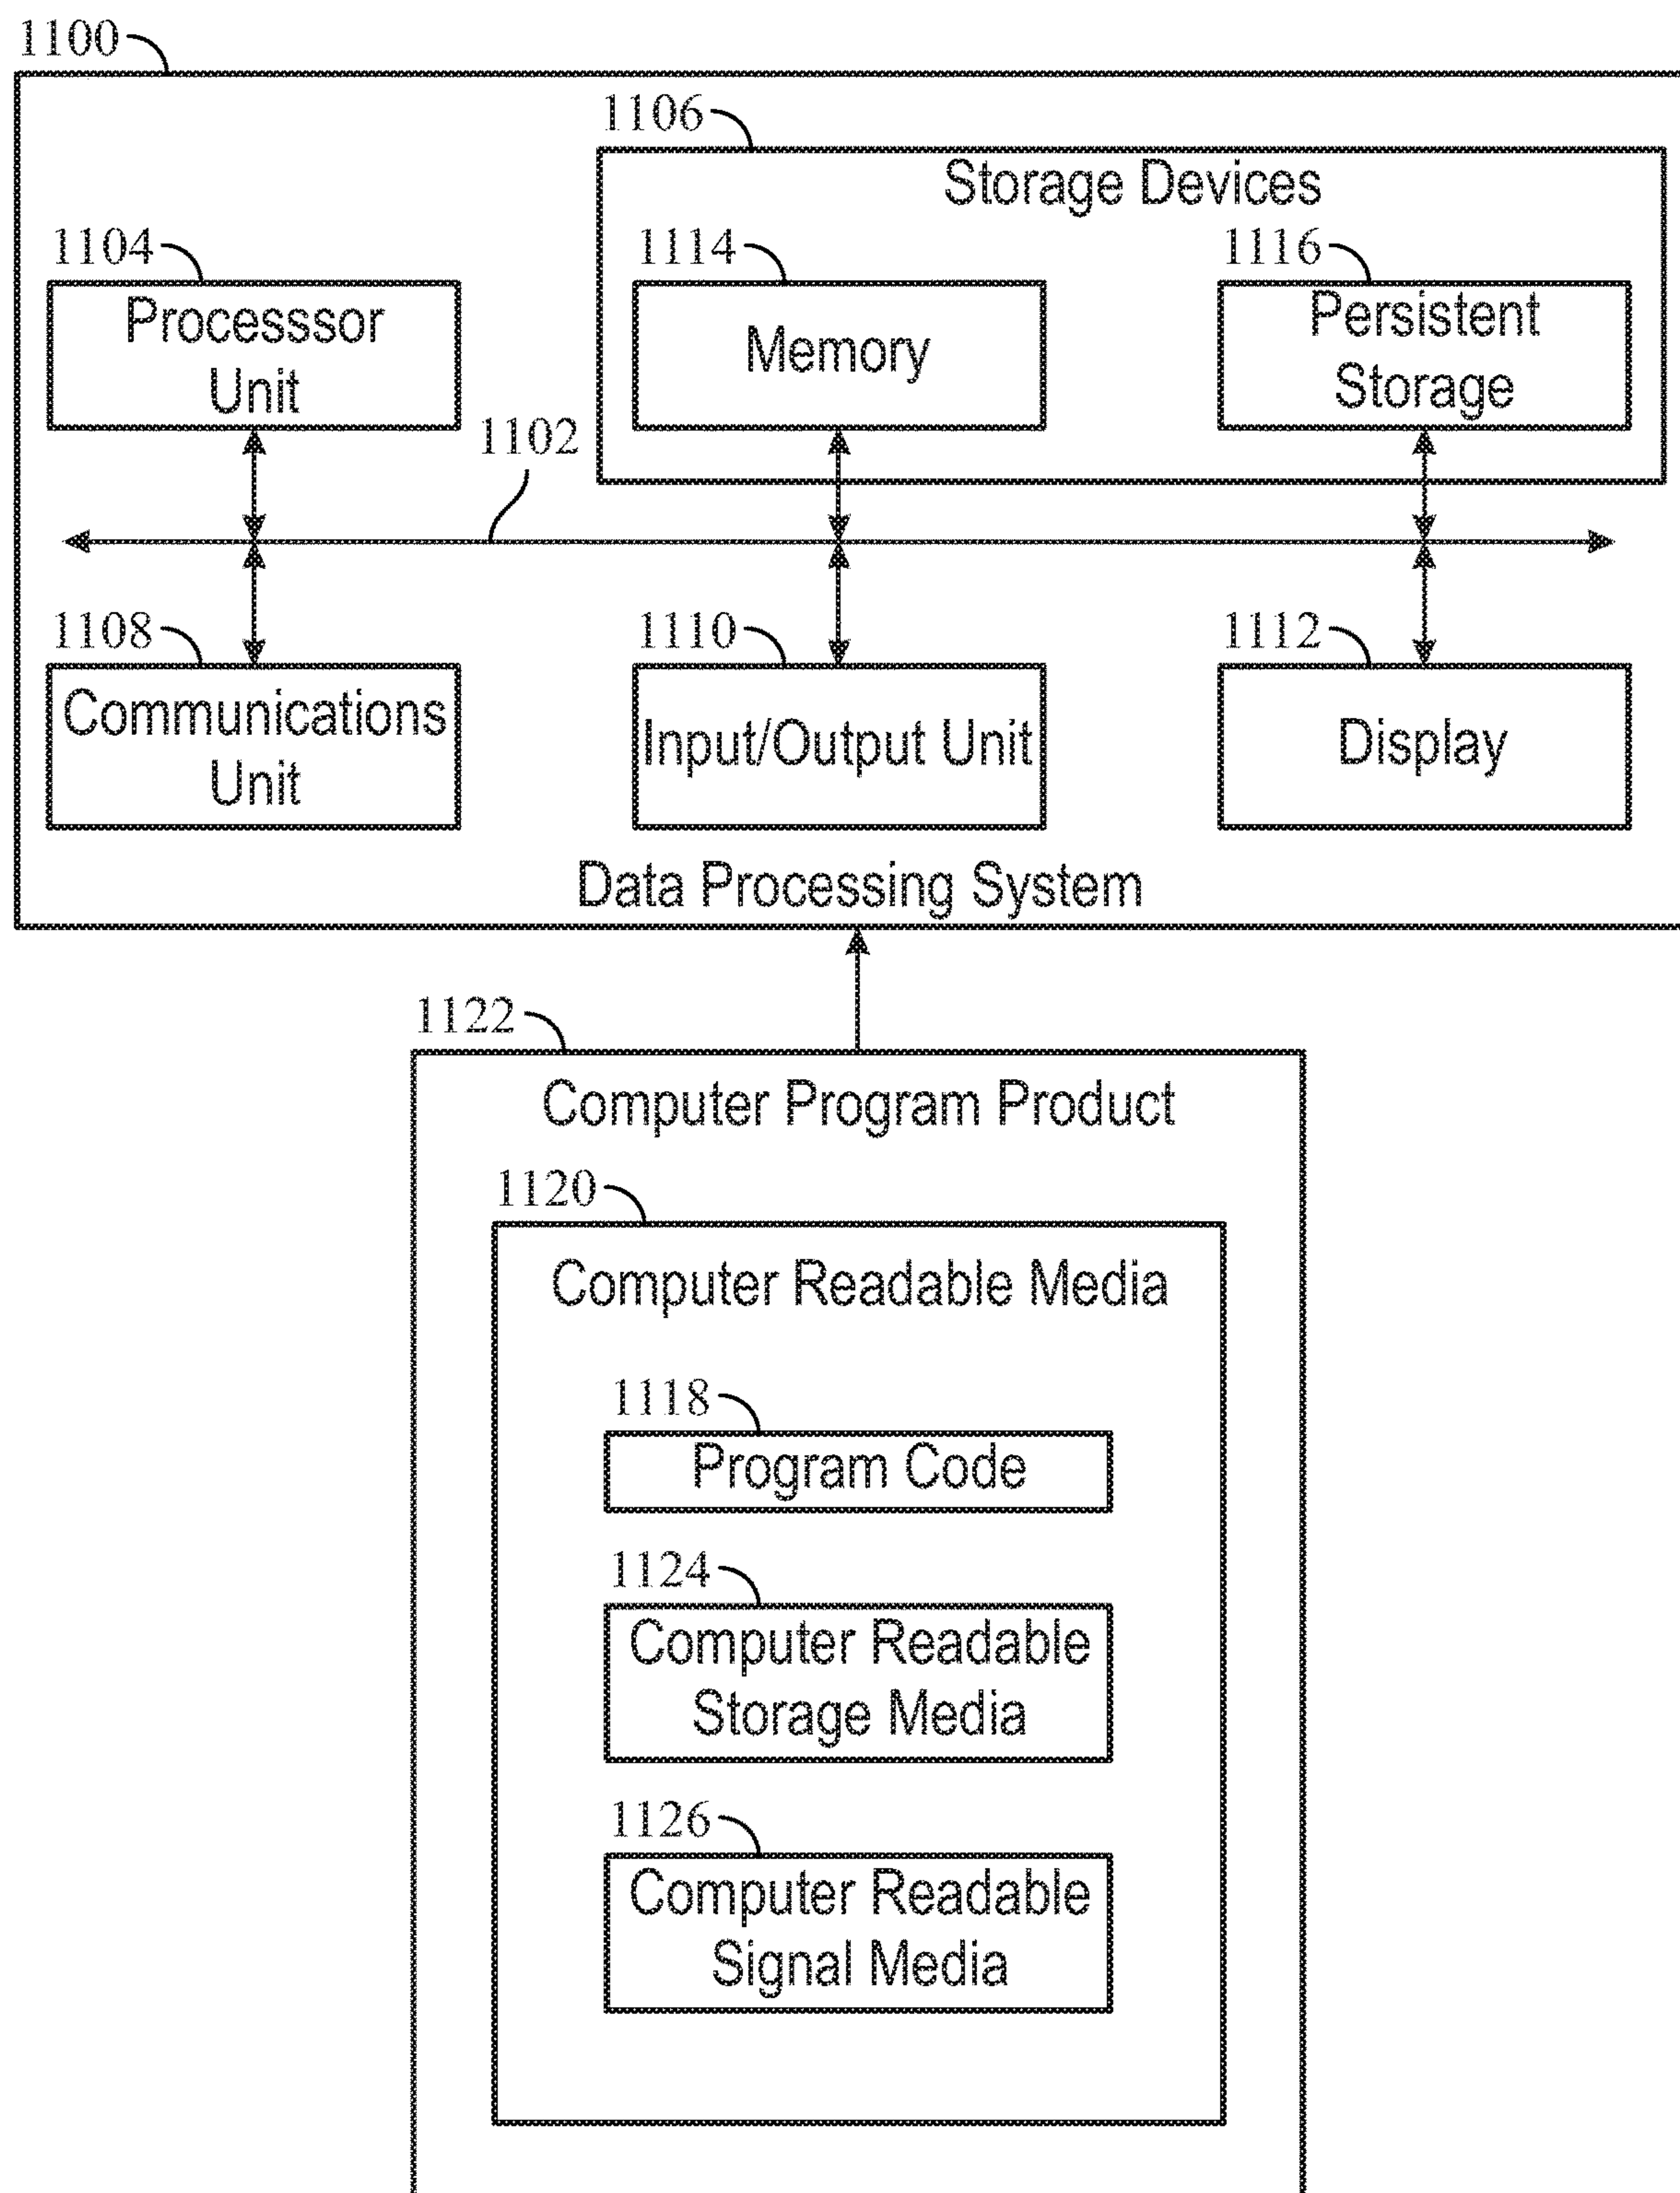 1100
1106
Storage Devices
1104
1114
1116
Processsor
Unit
Memory
Persistent
Storage
1102
1108
1110
1112
Communications
Unit
Input/Output Unit
Display
Data Processing System
1122
Computer Program Product
1120
Computer Readable Media
1118
Program Code
1124
Computer Readable
Storage Media
1126
Computer Readable
Signal Media